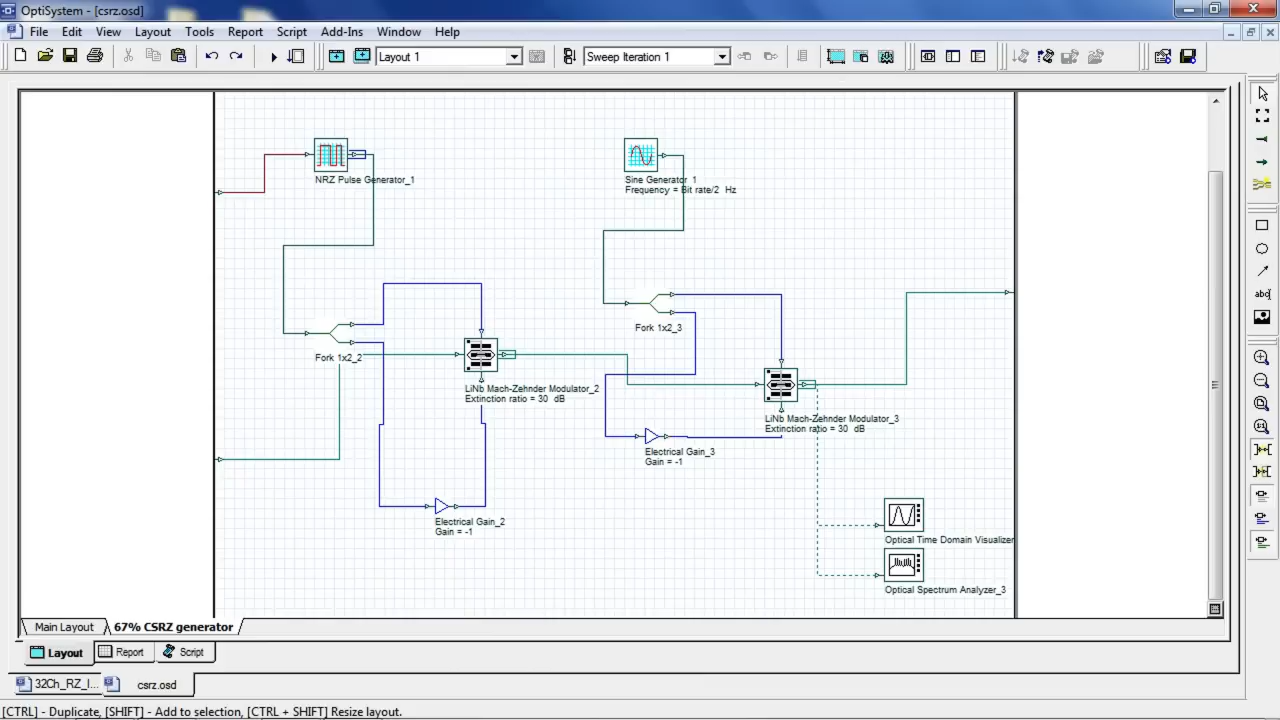 OptiSystem - [csrz.osd]
File Edit View Layout Tools Report Script Add-Ins Window Help
Layout 1
Sweep Iteration 1
NRZ Pulse Generator_1
Sine Generator_1
Frequency = Bit rate/2 Hz
Fork 1x2_3
Fork 1x2_2
LiNb Mach-Zehnder Modulator_2
Extinction ratio = 30 dB
LiNb Mach-Zehnder Modulator_3
Extinction ratio = 30 dB
Electrical Gain_3
Gain = -1
Electrical Gain_2
Gain = -1
Optical Time Domain Visualizer
Optical Spectrum Analyzer_3
abc
Main Layout
67% CSRZ generator
Layout Report Script
32Ch_RZ_I... csrz.osd
[CTRL] - Duplicate, [SHIFT] - Add to selection, [CTRL + SHIFT] Resize layout.